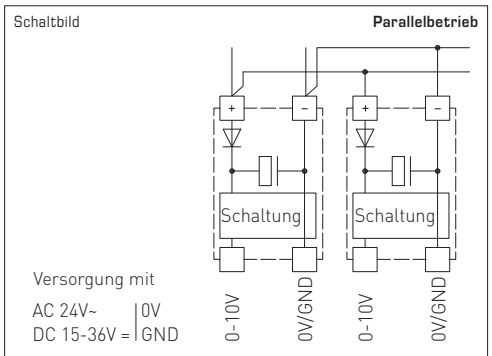 Schaltbild
Parallelbetrieb
+
−
+
−
Schaltung
Schaltung
Versorgung mit
AC 24V~ | 0V
DC 15-36V = | GND
0-10V
0V/GND
0-10V
0V/GND